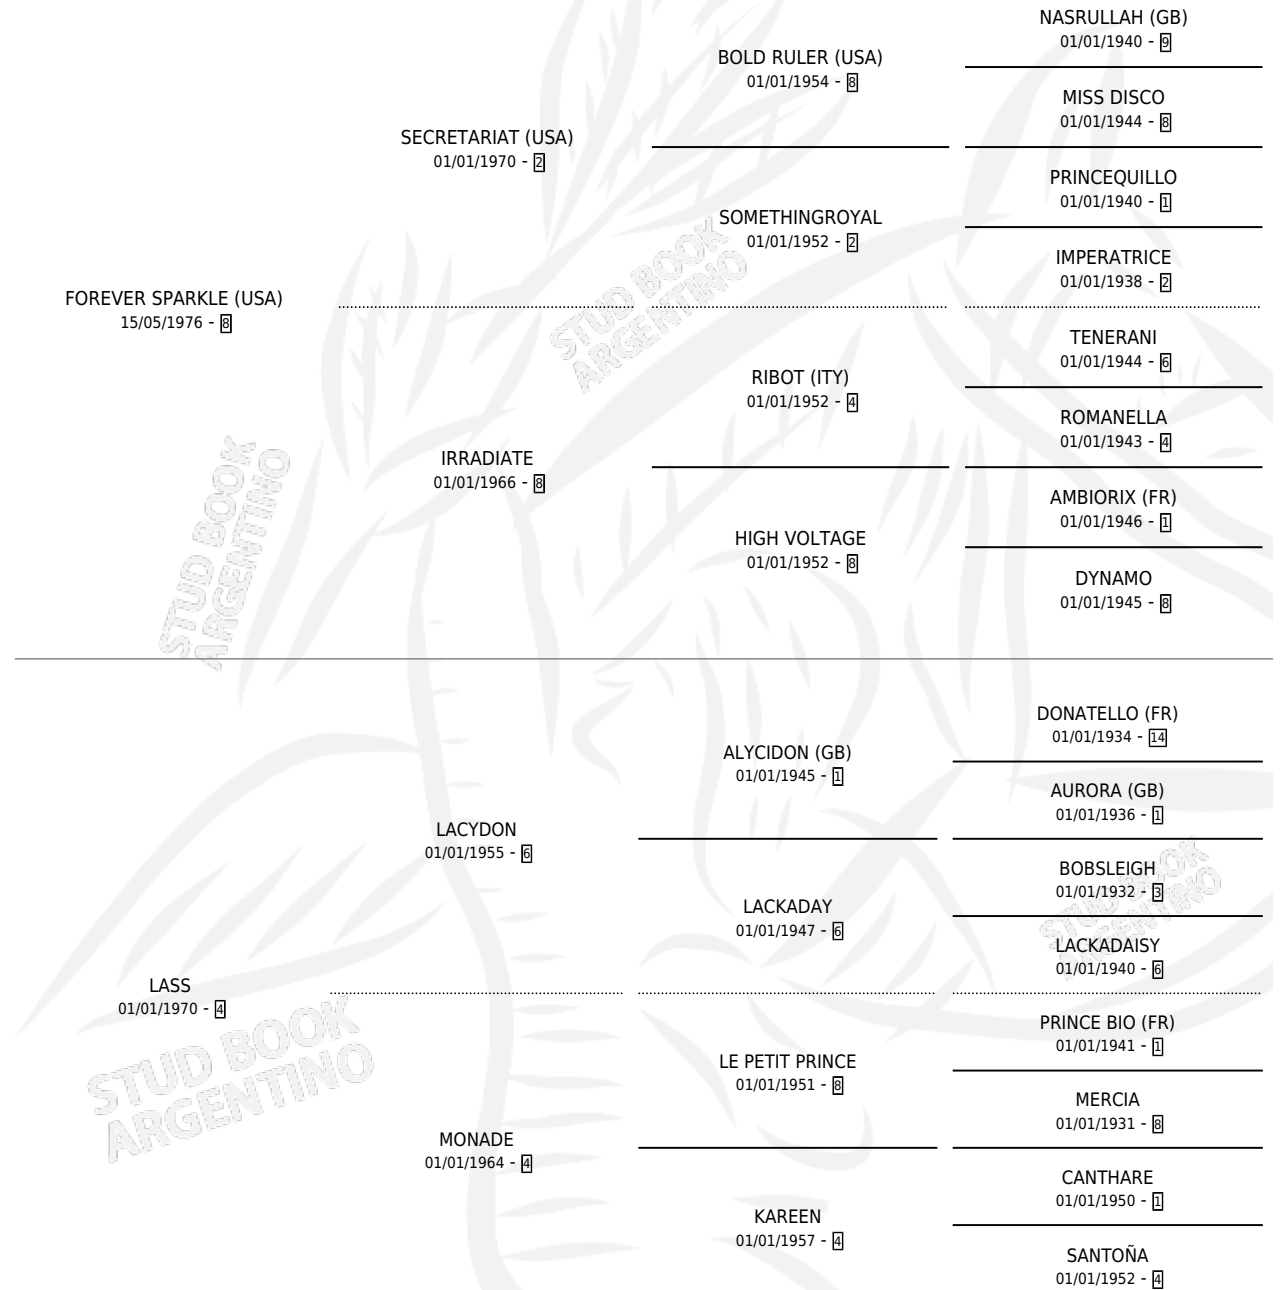 NASRULLAH (GB)
01/01/1940 - 9
BOLD RULER (USA)
01/01/1954 - 8
MISS DISCO
01/01/1944 - 8
SECRETARIAT (USA)
01/01/1970 - 2
PRINCEQUILLO
01/01/1940 - 1
SOMETHINGROYAL
01/01/1952 - 2
IMPERATRICE
01/01/1938 - 2
FOREVER SPARKLE (USA)
15/05/1976 - 8
TENERANI
01/01/1944 - 6
RIBOT (ITY)
01/01/1952 - 4
ROMANELLA
01/01/1943 - 4
IRRADIATE
01/01/1966 - 8
AMBIORIX (FR)
01/01/1946 - 1
HIGH VOLTAGE
01/01/1952 - 8
DYNAMO
01/01/1945 - 8
DONATELLO (FR)
01/01/1934 - 14
ALYCIDON (GB)
01/01/1945 - 1
AURORA (GB)
01/01/1936 - 1
LACYDON
01/01/1955 - 6
BOBSLEIGH
01/01/1932 - 3
LACKADAY
01/01/1947 - 6
LACKADAISY
01/01/1940 - 6
LASS
01/01/1970 - 4
PRINCE BIO (FR)
01/01/1941 - 1
LE PETIT PRINCE
01/01/1951 - 8
MERCIA
01/01/1931 - 8
MONADE
01/01/1964 - 4
CANTHARE
01/01/1950 - 1
KAREEN
01/01/1957 - 4
SANTOÑA
01/01/1952 - 4
STUD BOOK
ARGENTINO
STUD BOOK
ARGENTINO
STUD BOOK
ARGENTINO
STUD BOOK
ARGENTINO